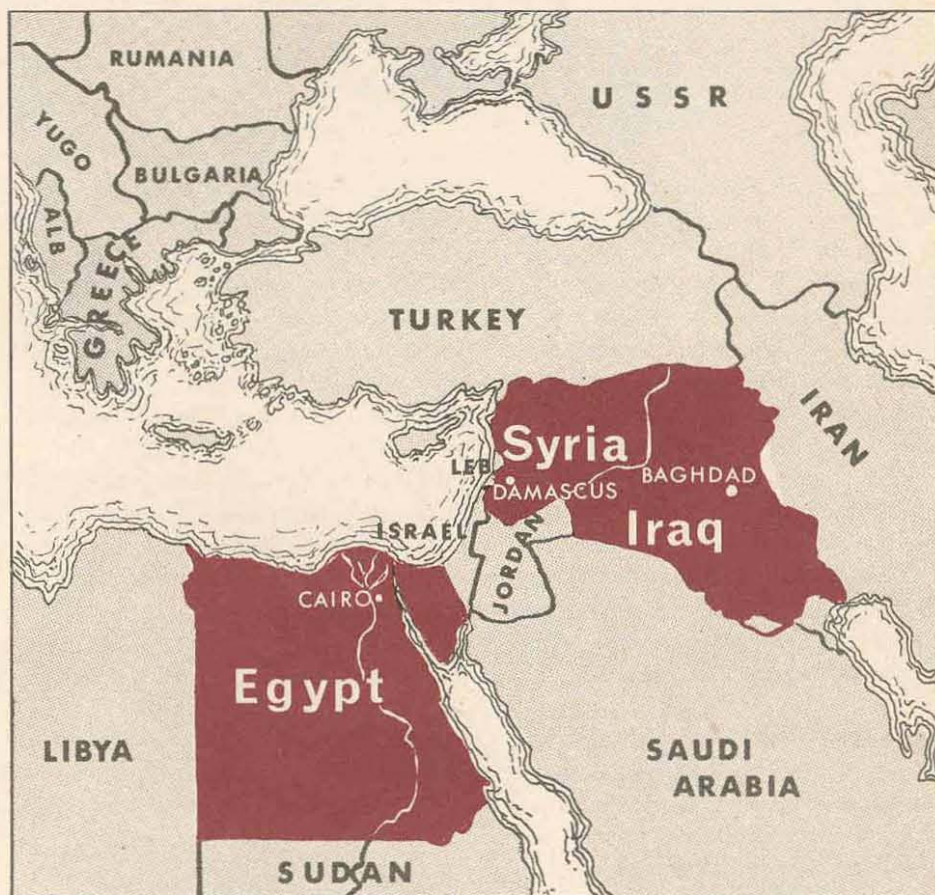 RUMANIA
USSR
YUGO
BULGARIA
ALB
GREECE
TURKEY
IRAN
Syria
LEB
BAGHDAD
DAMASCUS
ISRAEL
Iraq
JORDAN
CAIRO
Egypt
LIBYA
SAUDI
ARABIA
SUDAN